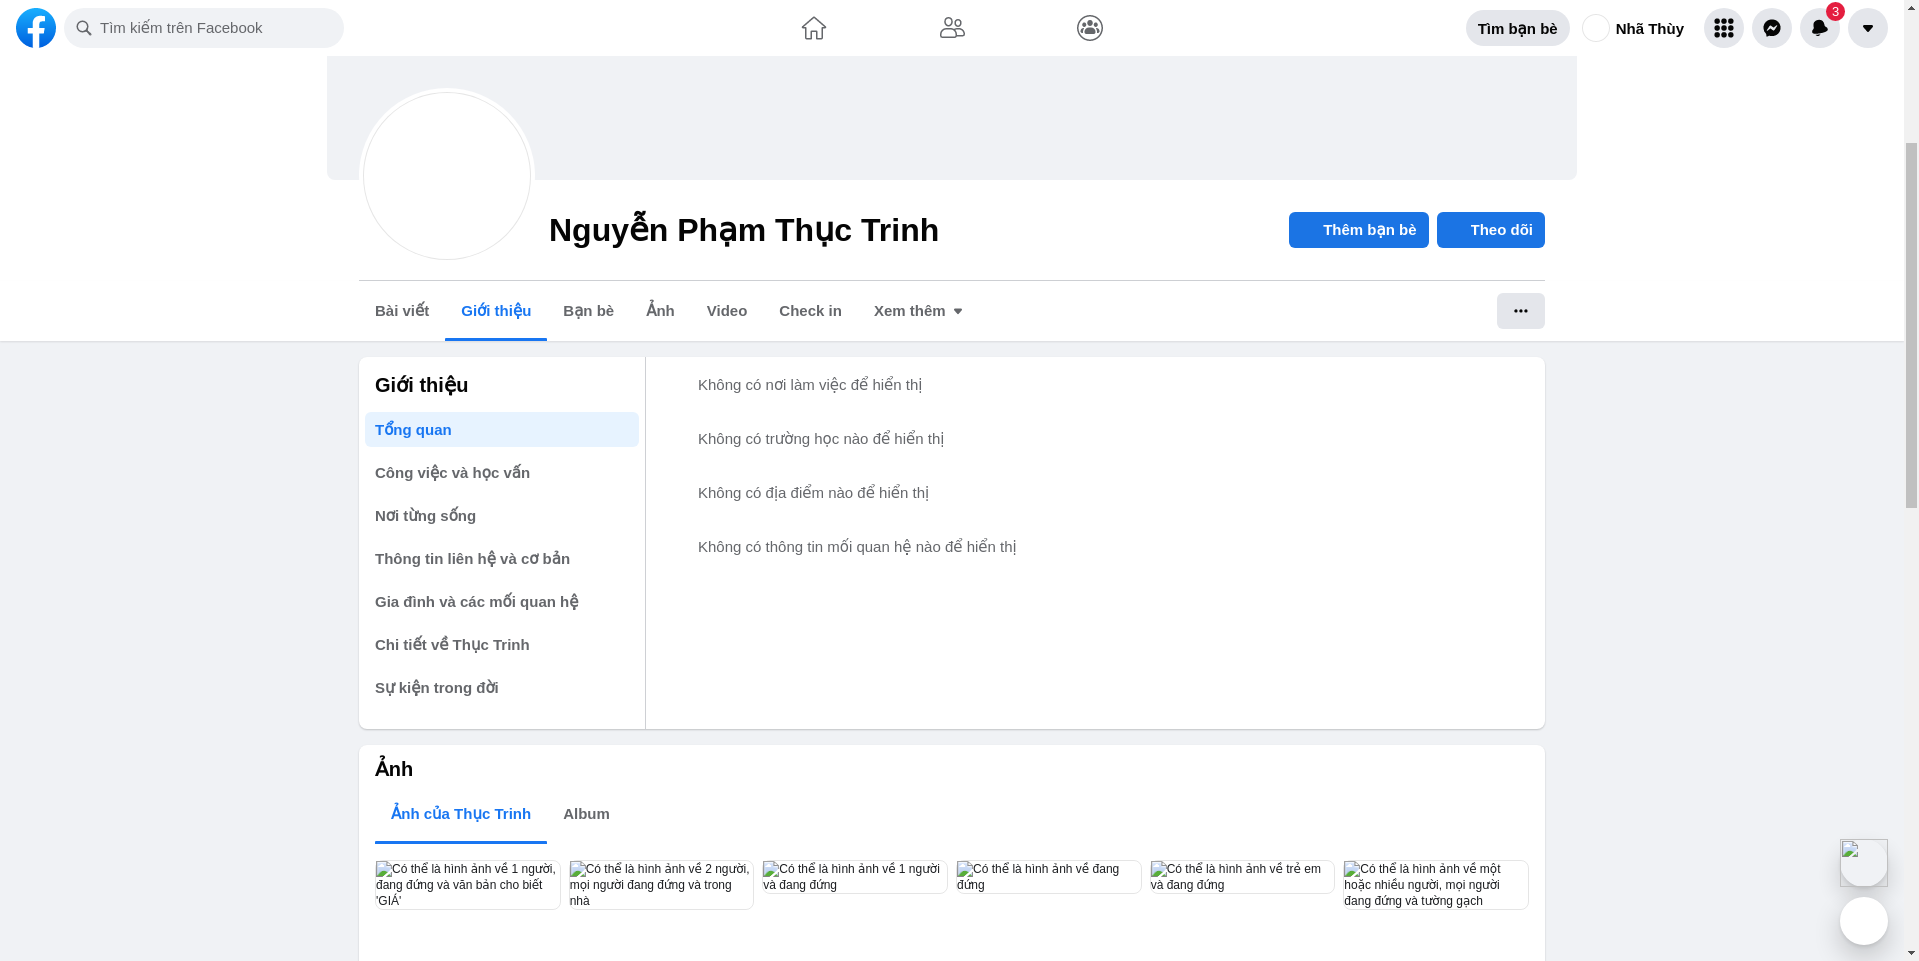 Tìm kiếm trên Facebook
Tìm bạn bè
Nhã Thùy
3
Nguyễn Phạm Thục Trinh
Thêm bạn bè
Theo dõi
Bài viết
Giới thiệu
Bạn bè
Ảnh
Video
Check in
Xem thêm
Giới thiệu
Tổng quan
Công việc và học vấn
Nơi từng sống
Thông tin liên hệ và cơ bản
Gia đình và các mối quan hệ
Chi tiết về Thục Trinh
Sự kiện trong đời
Không có nơi làm việc để hiển thị
Không có trường học nào để hiển thị
Không có địa điểm nào để hiển thị
Không có thông tin mối quan hệ nào để hiển thị
Ảnh
Ảnh của Thục Trinh
Album
Có thể là hình ảnh về 1 người,
đang đứng và văn bản cho biết
'GIÁ'
Có thể là hình ảnh về 2 người,
mọi người đang đứng và trong
nhà
Có thể là hình ảnh về 1 người
và đang đứng
Có thể là hình ảnh về đang
đứng
Có thể là hình ảnh về trẻ em
và đang đứng
Có thể là hình ảnh về một
hoặc nhiều người, mọi người
đang đứng và tường gạch